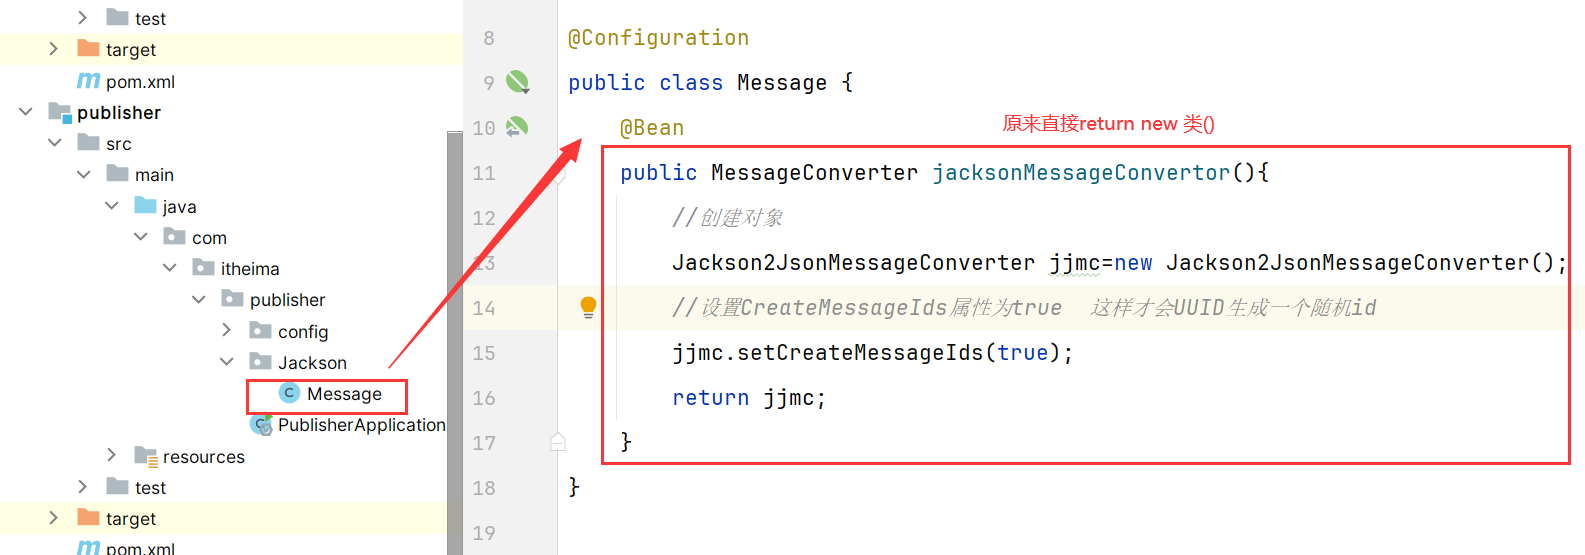 test
target
pom.xml
publisher
src
main
java
com
itheima
publisher
config
Jackson
Message
PublisherApplication
resources
test
target
pom.xml
8 @Configuration
9 public class Message {
10 @Bean
原来直接return new 类()
11 public MessageConverter jacksonMessageConvertor(){
12 //创建对象
13 Jackson2JsonMessageConverter jjmc=new Jackson2JsonMessageConverter();
14 //设置CreateMessageIds属性为true 这样才会UUID生成一个随机id
15 jjmc.setCreateMessageIds(true);
16 return jjmc;
17 }
18 }
19